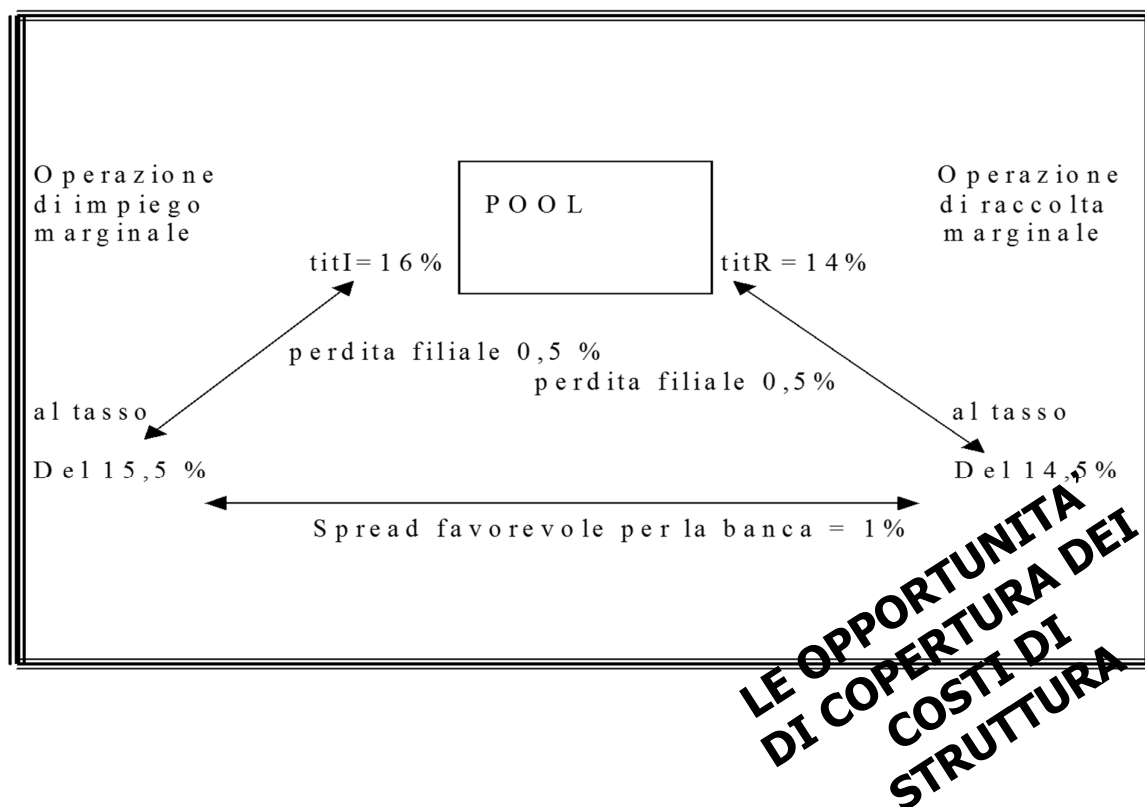 Operazione
di impiego
marginale
POOL
Operazione
di raccolta
marginale
titI=16%
titR=14%
perdita filiale 0,5 %
perdita filiale 0,5%
al tasso
al tasso
Del 15,5 %
Del 14,5%
Spread favorevole per la banca = 1%
LE OPPORTUNITA'
DI COPERTURA DEI
COSTI DI
STRUTTURA